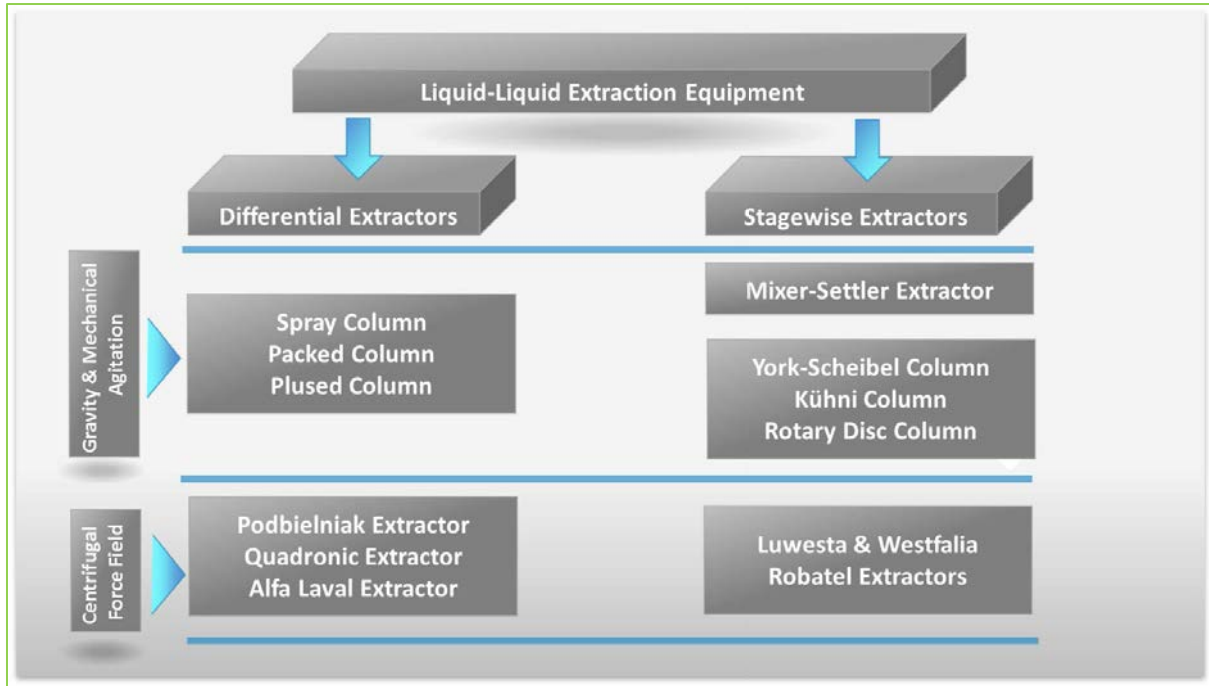 Liquid-Liquid Extraction Equipment
Differential Extractors
Stagewise Extractors
Gravity & Mechanical
Agitation
Spray Column
Packed Column
Plused Column
Mixer-Settler Extractor
York-Scheibel Column
Kühni Column
Rotary Disc Column
Centrifugal
Force Field
Podbielniak Extractor
Quadronic Extractor
Alfa Laval Extractor
Luwesta & Westfalia
Robatel Extractors